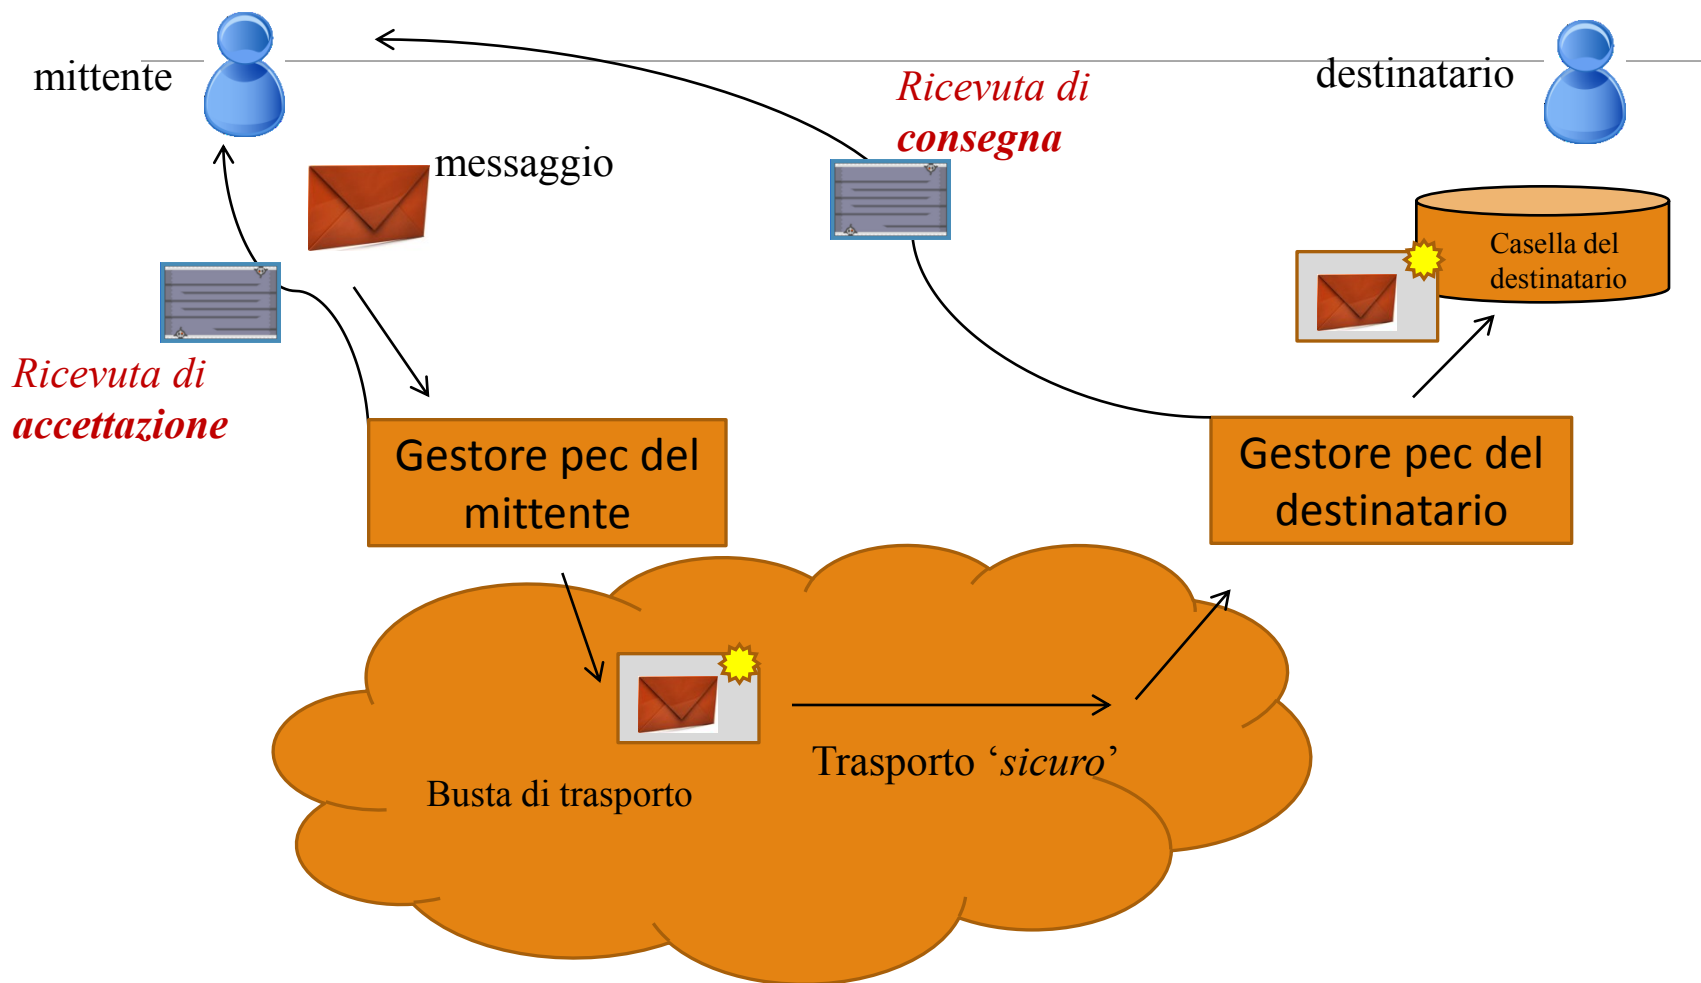 mittente
destinatario
Ricevuta di
consegna
messaggio
Casella del
destinatario
Ricevuta di
accettazione
Gestore pec del
mittente
Gestore pec del
destinatario
Trasporto ‘sicuro’
Busta di trasporto